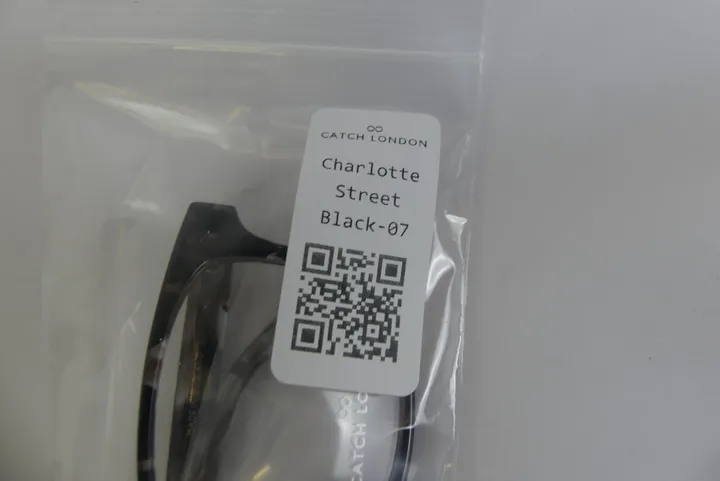 CATCH LONDON
Charlotte
Street
Black-07
CATCH LO